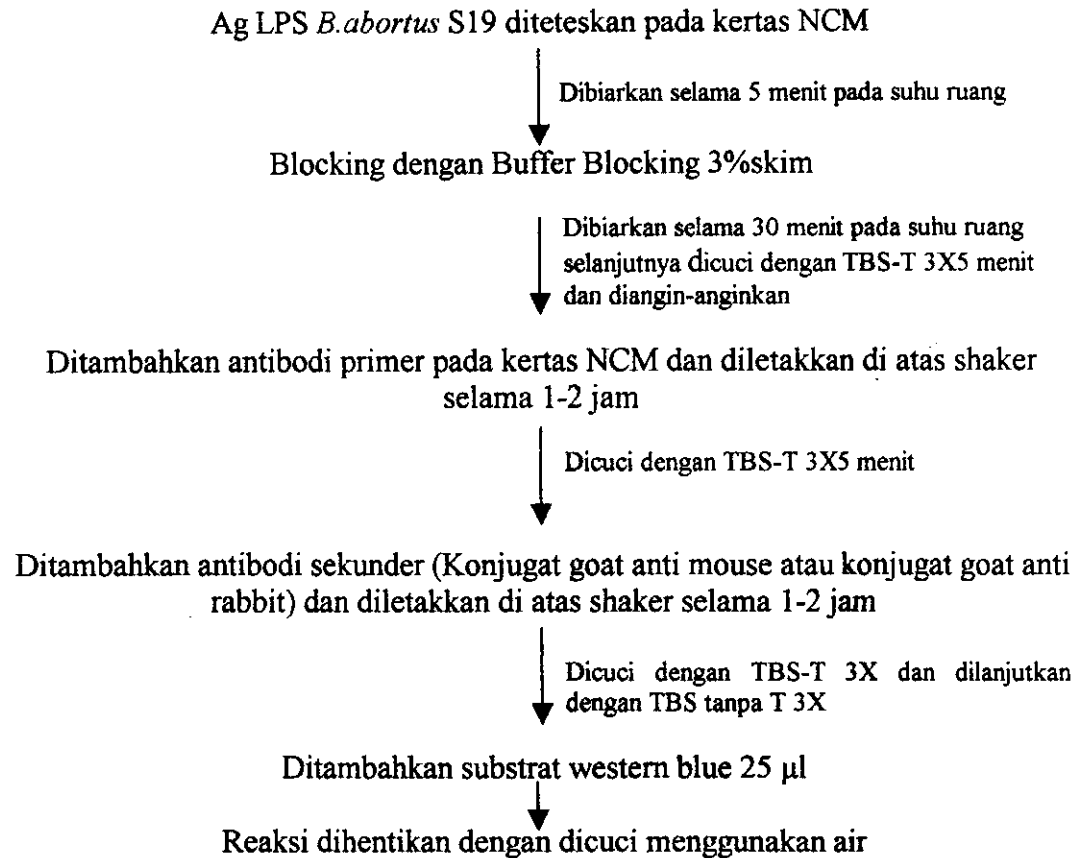 Ag LPS B.abortus S19 diteteskan pada kertas NCM
Dibiarkan selama 5 menit pada suhu ruang
Blocking dengan Buffer Blocking 3%skim
Dibiarkan selama 30 menit pada suhu ruang
selanjutnya dicuci dengan TBS-T 3X5 menit
dan diangin-anginkan
Ditambahkan antibodi primer pada kertas NCM dan diletakkan di atas shaker
selama 1-2 jam
Dicuci dengan TBS-T 3X5 menit
Ditambahkan antibodi sekunder (Konjugat goat anti mouse atau konjugat goat anti
rabbit) dan diletakkan di atas shaker selama 1-2 jam
Dicuci dengan TBS-T 3X dan dilanjutkan
dengan TBS tanpa T 3X
Ditambahkan substrat western blue 25 µl
Reaksi dihentikan dengan dicuci menggunakan air